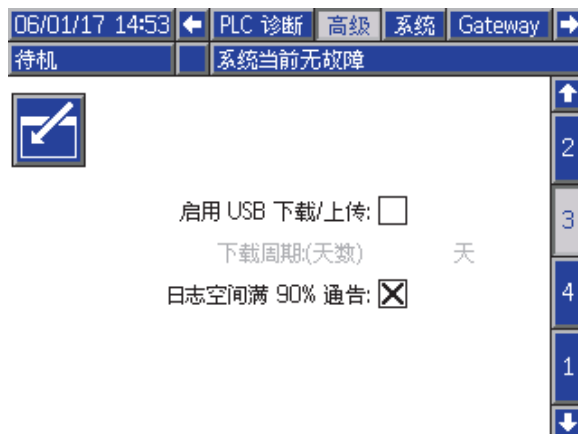 06/01/17 14:53 PLC 诊断 高级 系统 Gateway
待机 系统当前无故障
2
启用 USB 下载/上传:
3
下载周期:(天数) 天
日志空间满 90% 通告:
4
1